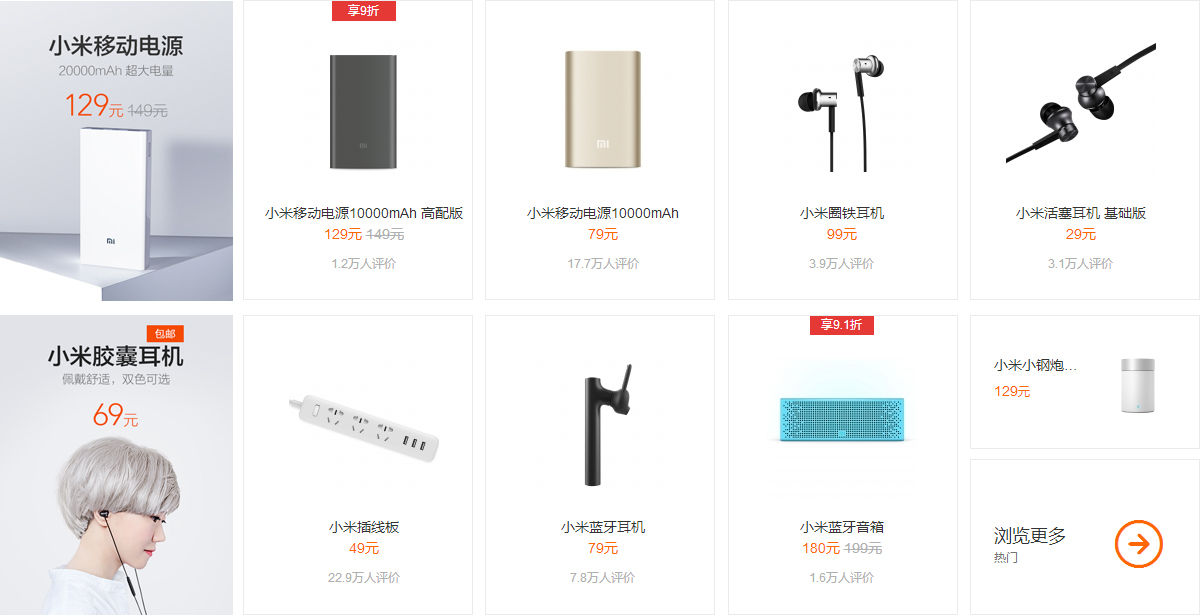 小米移动电源
20000mAh 超大电量
129元 149元
mi
享9折
mi
小米移动电源10000mAh 高配版
129元 149元
1.2万人评价
mi
小米移动电源10000mAh
79元
17.7万人评价
小米圈铁耳机
99元
3.9万人评价
小米活塞耳机 基础版
29元
3.1万人评价
包邮
小米胶囊耳机
佩戴舒适，双色可选
69元
小米插线板
49元
22.9万人评价
小米蓝牙耳机
79元
7.8万人评价
享9.1折
mi
小米蓝牙音箱
180元 199元
1.6万人评价
小米小钢炮...
129元
浏览更多
热门